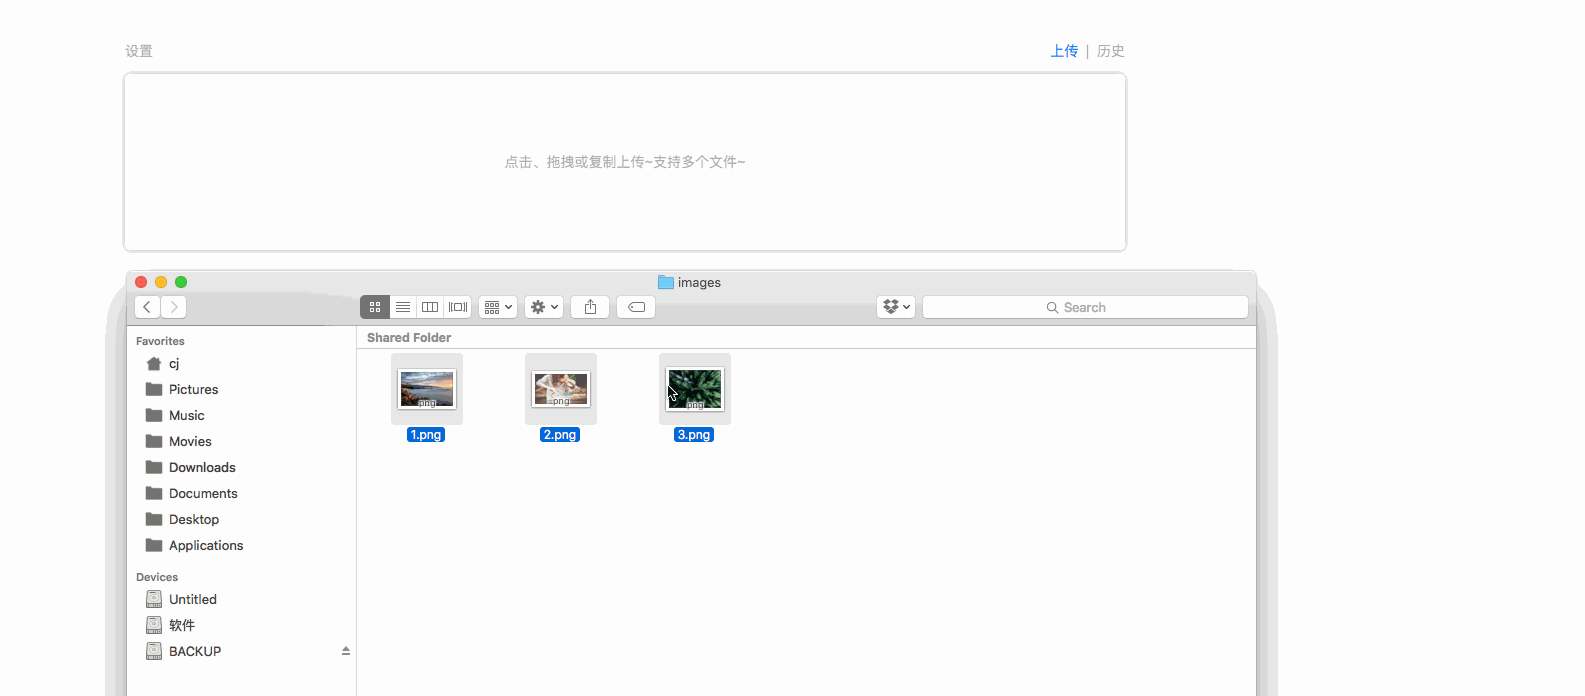 设置
上传 | 历史
点击、拖拽或复制上传~支持多个文件~
images
Search
Favorites
cj
Pictures
Music
Movies
Downloads
Documents
Desktop
Applications
Devices
Untitled
软件
BACKUP
Shared Folder
png png png
1.png 2.png 3.png